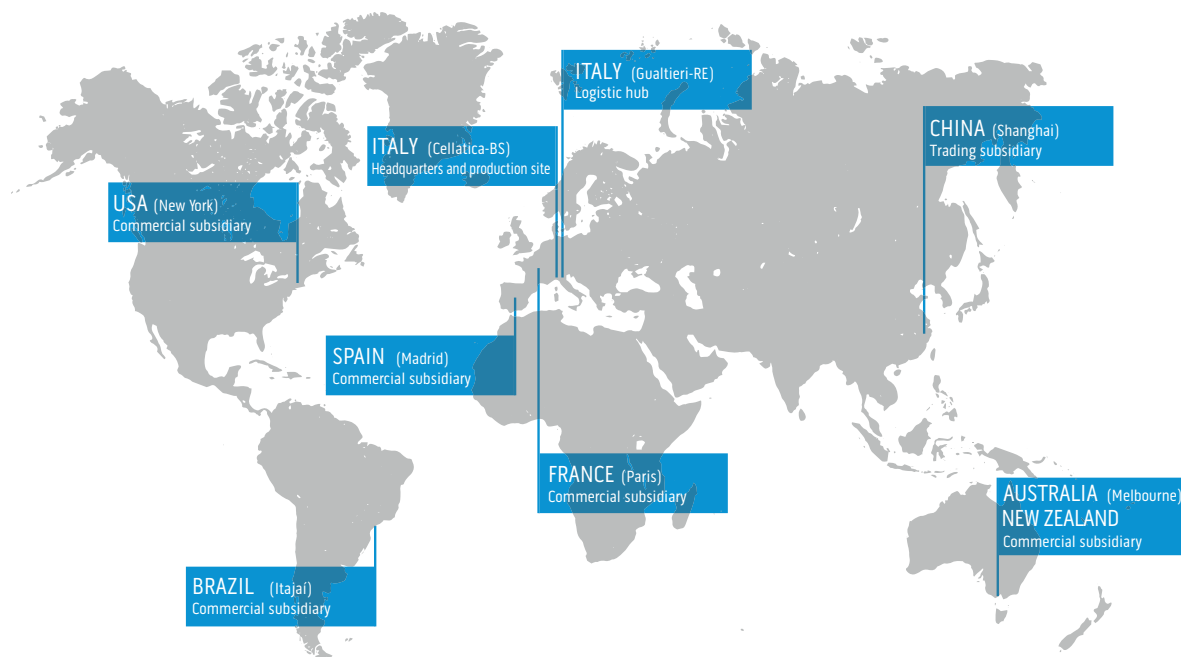 ITALY (Gualtieri-RE)
Logistic hub
CHINA (Shanghai)
Trading subsidiary
ITALY (Cellatica-BS)
Headquarters and production site
USA (New York)
Commercial subsidiary
SPAIN (Madrid)
Commercial subsidiary
FRANCE (Paris)
Commercial subsidiary
AUSTRALIA (Melbourne)
NEW ZEALAND
Commercial subsidiary
BRAZIL (Itajaí)
Commercial subsidiary